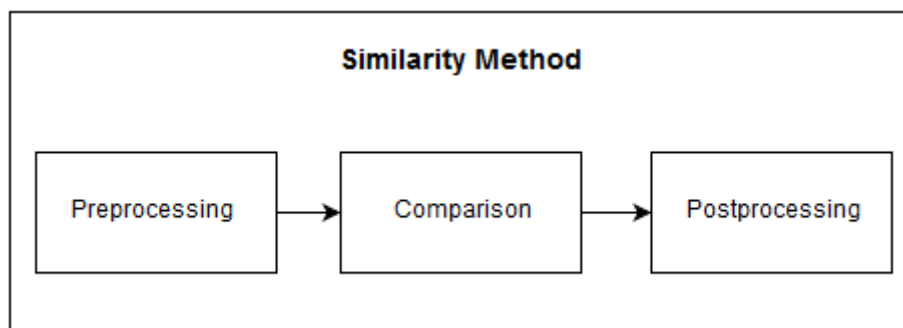 Similarity Method
Preprocessing
Comparison
Postprocessing